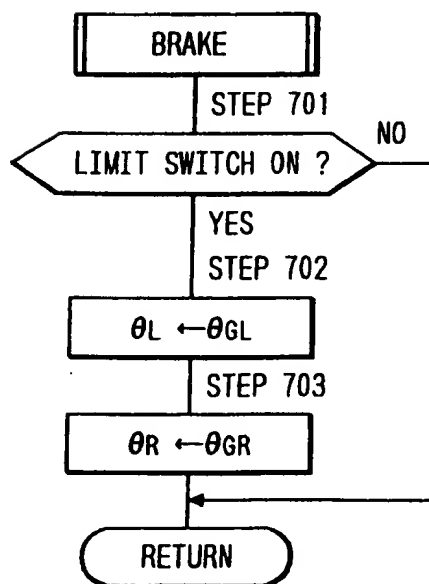 BRAKE
STEP 701
LIMIT SWITCH ON ?
NO
YES
STEP 702
θL ←θGL
STEP 703
θR ←θGR
RETURN